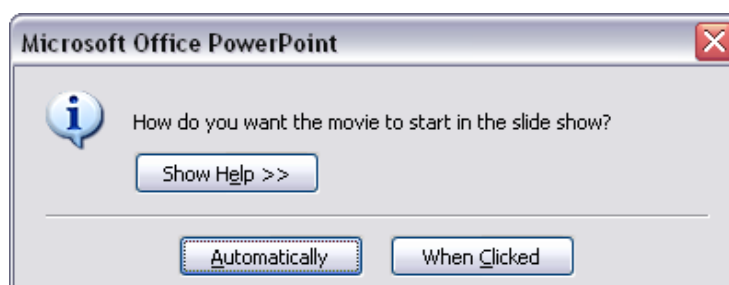 Microsoft Office PowerPoint
How do you want the movie to start in the slide show?
Show Help >>
Automatically
When Clicked